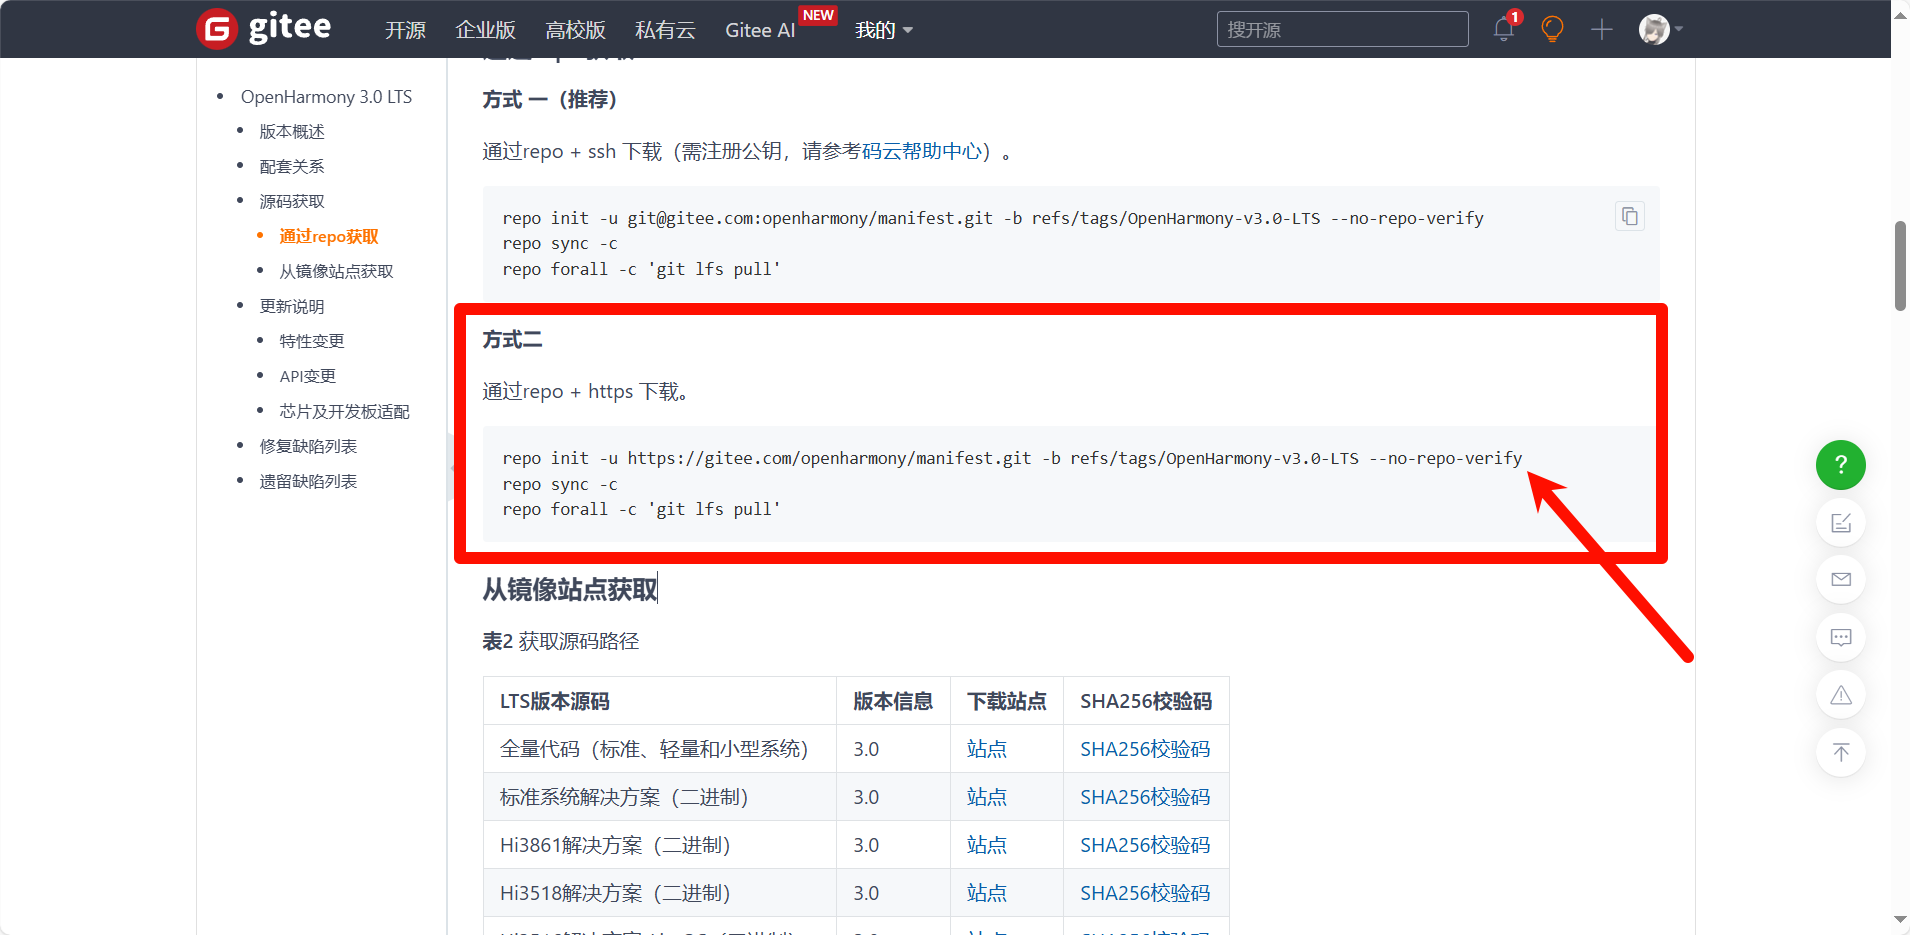 gitee
开源
企业版
高校版
私有云
Gitee AI
NEW
我的
搜开源
1
OpenHarmony 3.0 LTS
版本概述
配套关系
源码获取
通过repo获取
从镜像站点获取
更新说明
特性变更
API变更
芯片及开发板适配
修复缺陷列表
遗留缺陷列表
方式 一（推荐）
通过repo + ssh 下载（需注册公钥，请参考码云帮助中心）。
repo init -u git@gitee.com:openharmony/manifest.git -b refs/tags/OpenHarmony-v3.0-LTS --no-repo-verify
repo sync -c
repo forall -c 'git lfs pull'
方式二
通过repo + https 下载。
repo init -u https://gitee.com/openharmony/manifest.git -b refs/tags/OpenHarmony-v3.0-LTS --no-repo-verify
repo sync -c
repo forall -c 'git lfs pull'
从镜像站点获取
表2 获取源码路径
LTS版本源码 版本信息 下载站点 SHA256校验码
全量代码（标准、轻量和小型系统） 3.0 站点 SHA256校验码
标准系统解决方案（二进制） 3.0 站点 SHA256校验码
Hi3861解决方案（二进制） 3.0 站点 SHA256校验码
Hi3518解决方案（二进制） 3.0 站点 SHA256校验码
?